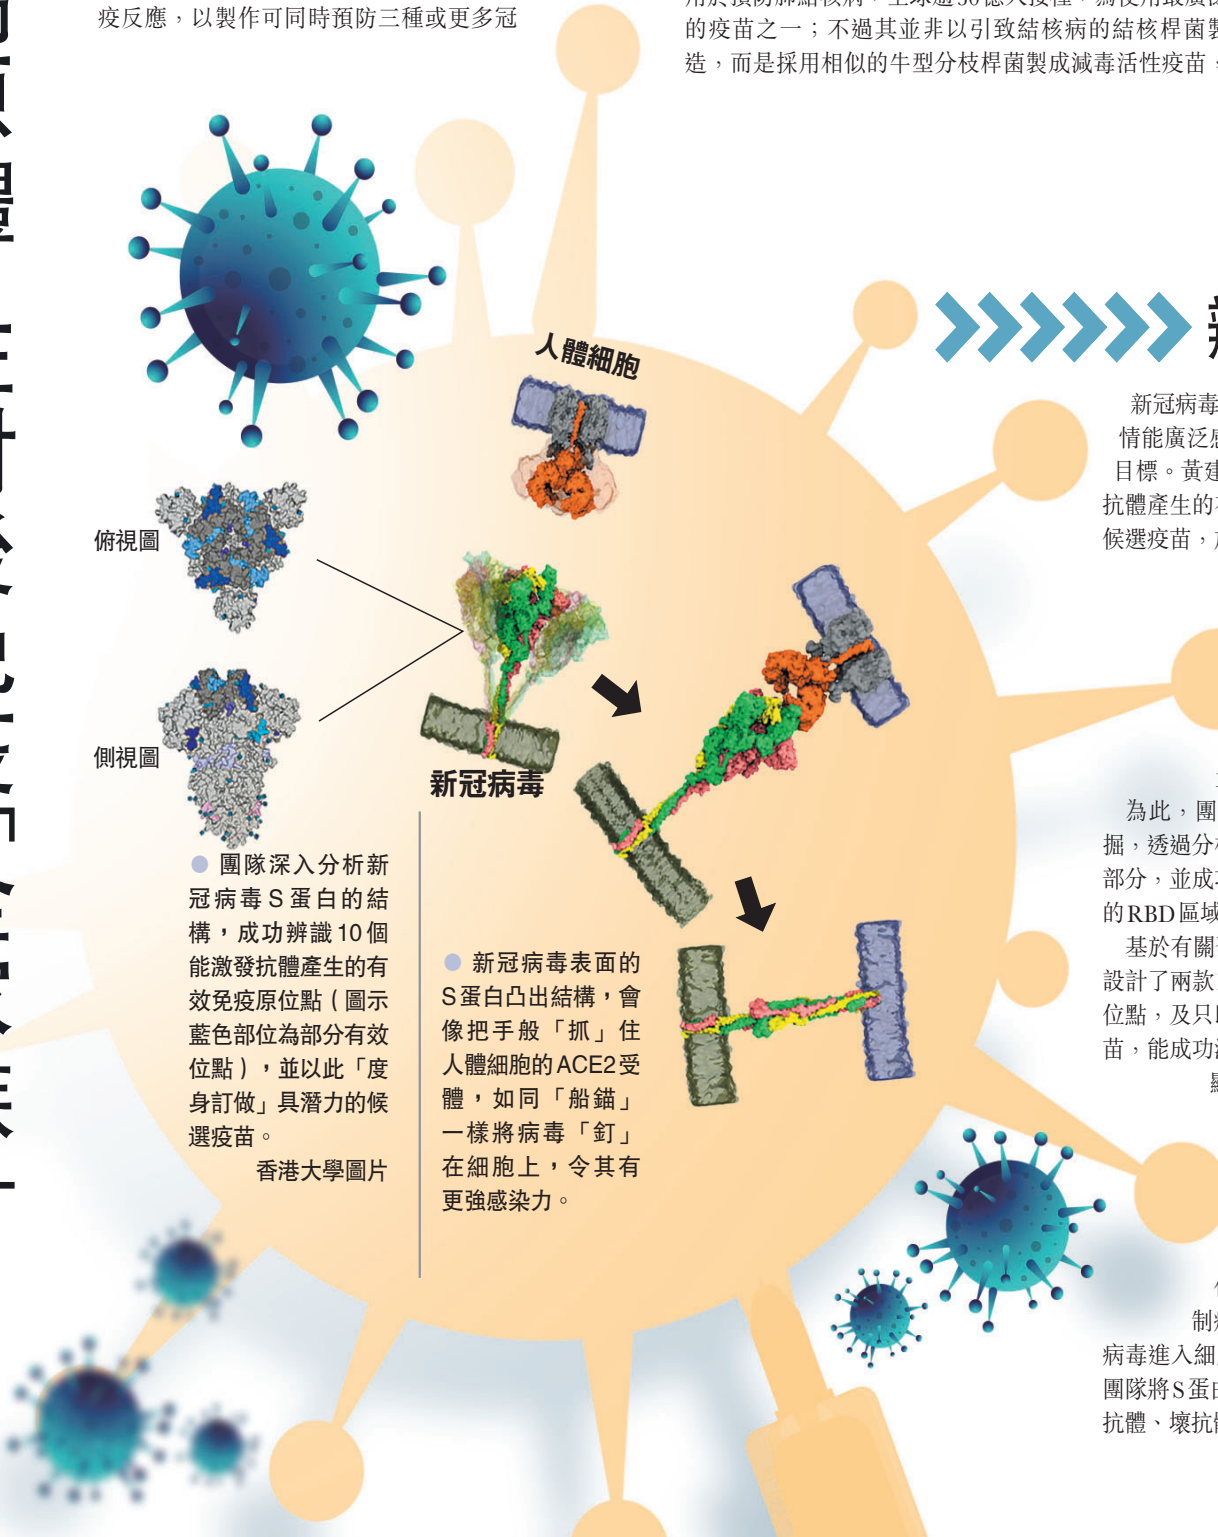 疫反應，以製作可同時預防三種或更多冠
的疫苗之一；不過其並非以引致結核病的結核桿菌製
造，而是採用相似的牛型分枝桿菌製成減毒活性疫苗，
人體細胞
俯視圖
側視圖
新冠病毒
● 團隊深入分析新
冠病毒S蛋白的結
構，成功辨識10個
能激發抗體產生的有
效免疫原位點（圖示
藍色部位為部分有效
位點），並以此「度
身訂做」具潛力的候
選疫苗。
香港大學圖片
● 新冠病毒表面的
S蛋白凸出結構，會
像把手般「抓」住
人體細胞的ACE2受
體，如同「船錨」
一樣將病毒「釘」
在細胞上，令其有
更強感染力。
新冠病毒
情能廣泛感
目標。黃建
抗體產生的有
候選疫苗，
為此，團
掘，透過分析
部分，並成功
的RBD區域
基於有關
設計了兩款
位點，及只
苗，能成功
顯
制
病毒進入細
團隊將S蛋白
抗體、壞抗體